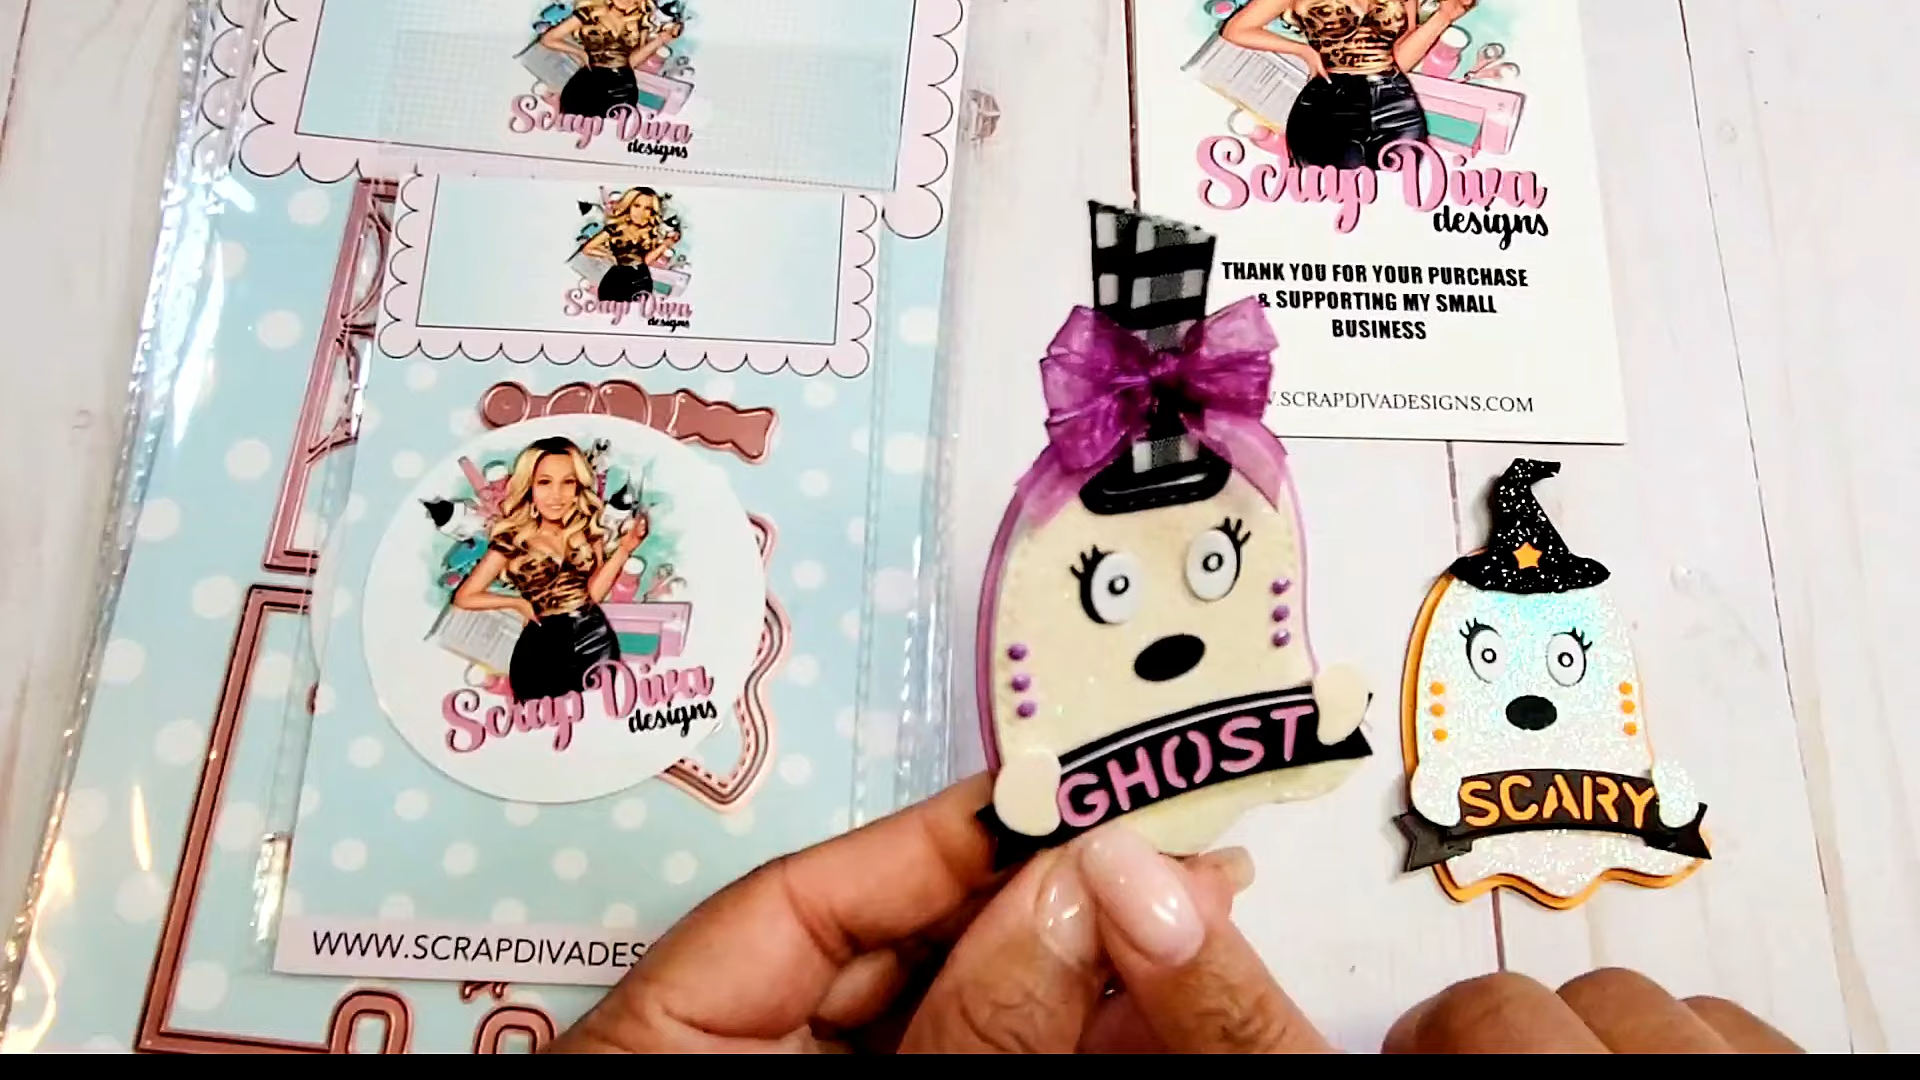 Scrap Diva
designs
Scrap Diva
designs
Scrap Diva
designs
WWW.SCRAPDIVADES
Scrap Diva
designs
THANK YOU FOR YOUR PURCHASE
& SUPPORTING MY SMALL
BUSINESS
.SCRAPDIVADESIGNS.COM
GHOST
SCARY